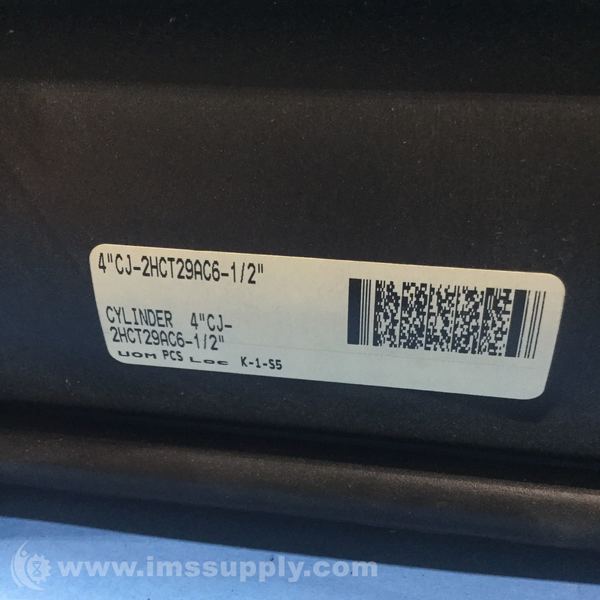 4"CJ-2HCT29AC6-1/2"
CYLINDER 4"CJ-
2HCT29AC6-1/2"
UOM PCS Loc K-1-S5
www.imssupply.com